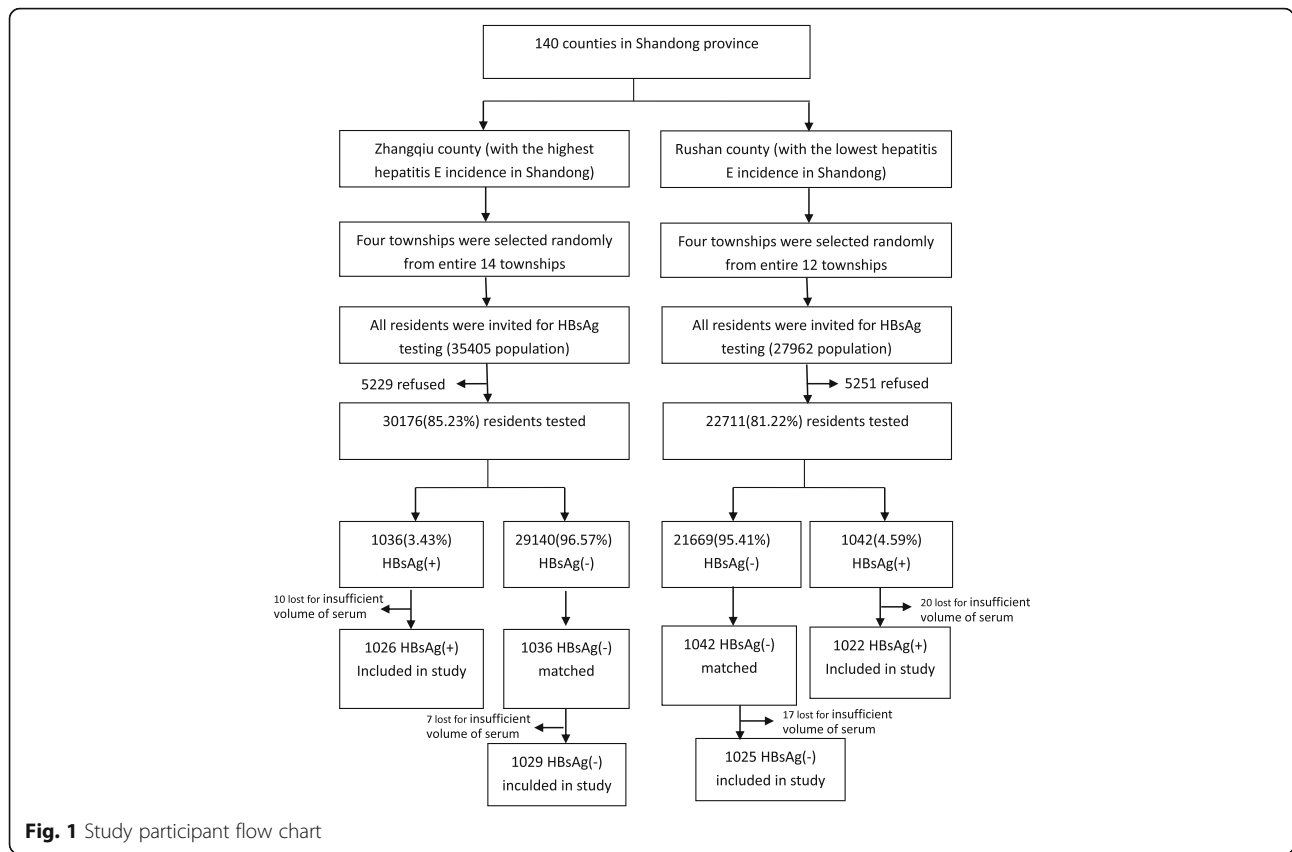 140 counties in Shandong province
Zhangqiu county (with the highest
hepatitis E incidence in Shandong)
Rushan county (with the lowest hepatitis
E incidence in Shandong)
Four townships were selected randomly
from entire 14 townships
Four townships were selected randomly
from entire 12 townships
All residents were invited for HBsAg
testing (35405 population)
All residents were invited for HBsAg
testing (27962 population)
5229 refused
5251 refused
30176(85.23%) residents tested
22711(81.22%) residents tested
1036(3.43%)
HBsAg(+)
29140(96.57%)
HBsAg(-)
21669(95.41%)
HBsAg(-)
1042(4.59%)
HBsAg(+)
10 lost for insufficient
volume of serum
20 lost for insufficient
volume of serum
1026 HBsAg(+)
Included in study
1036 HBsAg(-)
matched
1042 HBsAg(-)
matched
1022 HBsAg(+)
Included in study
7 lost for insufficient
volume of serum
17 lost for insufficient
volume of serum
1029 HBsAg(-)
inculded in study
1025 HBsAg(-)
included in study
Fig. 1 Study participant flow chart